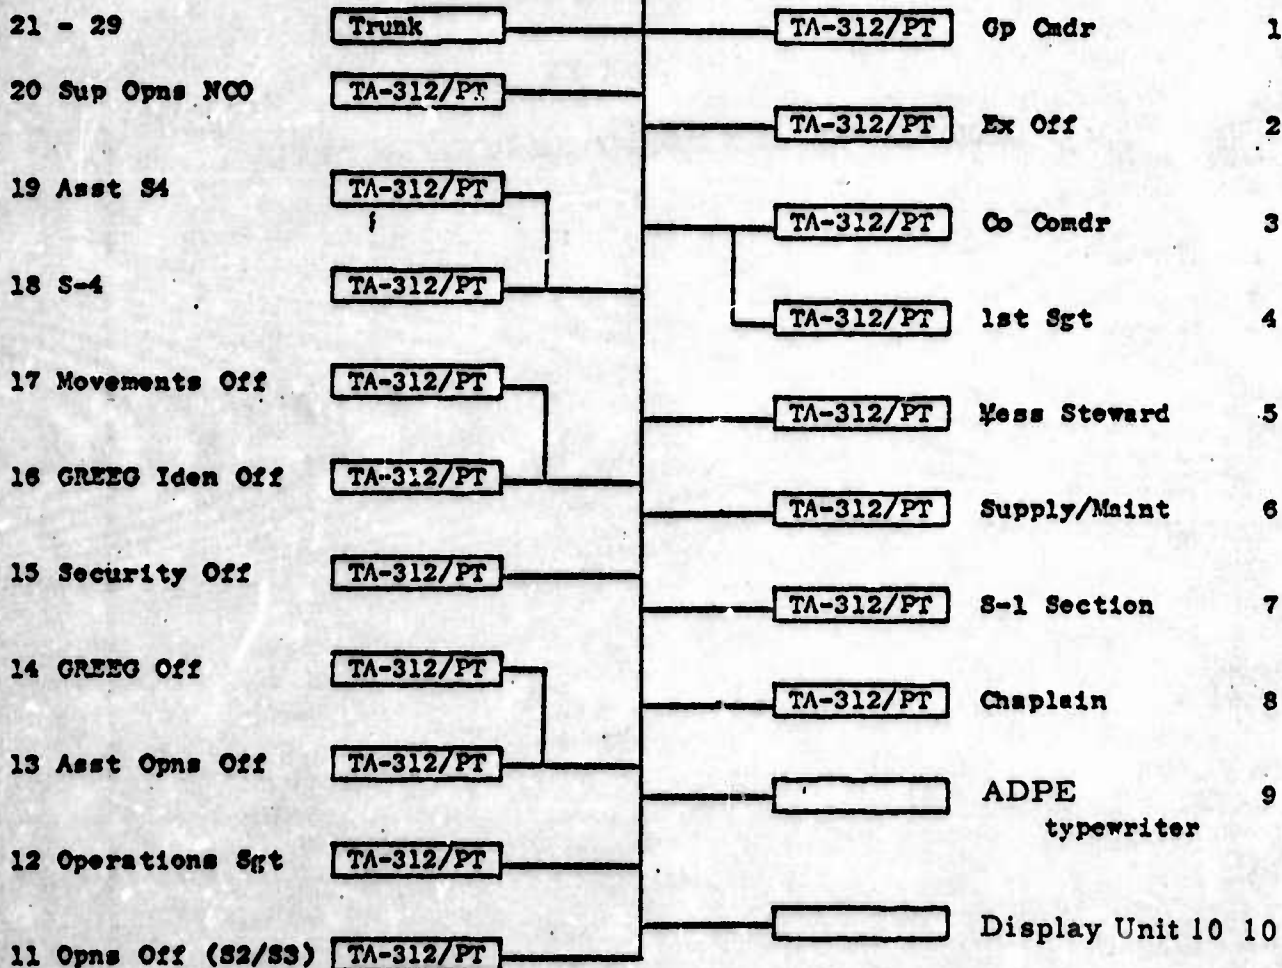 21 - 29 Trunk TA-312/PT Gp Cmdr 1
20 Sup Opns NCO TA-312/PT
TA-312/PT Ex Off 2
19 Asst S4 TA-312/PT
TA-312/PT Co Comdr 3
18 S-4 TA-312/PT
TA-312/PT 1st Sgt 4
17 Movements Off TA-312/PT
TA-312/PT Mess Steward 5
16 GREEG Iden Off TA-312/PT
TA-312/PT Supply/Maint 6
15 Security Off TA-312/PT
TA-312/PT S-1 Section 7
14 GREEG Off TA-312/PT
TA-312/PT Chaplain 8
13 Asst Opns Off TA-312/PT
ADPE 9
typewriter
12 Operations Sgt TA-312/PT
Display Unit 10 10
11 Opns Off (S2/S3) TA-312/PT